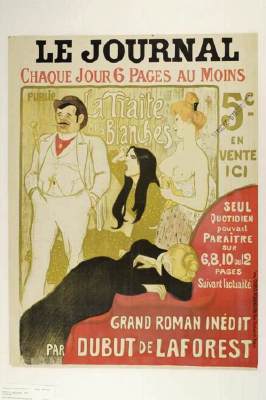 LE JOURNAL
CHAQUE JOUR 6 PAGES AU MOINS
PUBLIE
La Traite
des
Blanches
5c
EN
VENTE
ICI
SEUL
QUOTIDIEN
pouvant
PARAÎTRE
SUR
6,8,10 ou 12
PAGES
Suivant l'actualité
GRAND ROMAN INÉDIT
PAR DUBUT DE LAFOREST